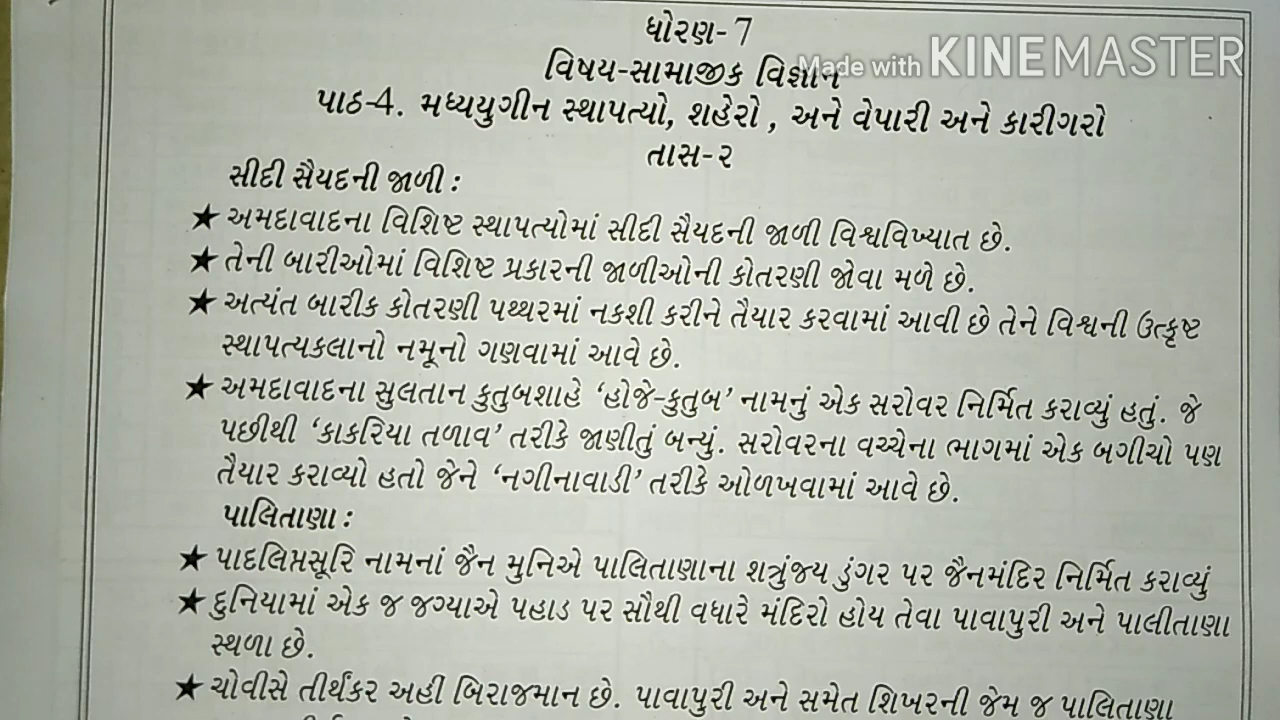 ધોરણ- 7
વિષય-સામાજીક વિજ્ઞાન
Made with KINEMASTER
પાઠ-4. મધ્યયુગીન સ્થાપત્યો, શહેરો , અને વેપારી અને કારીગરો
તાસ-૨
સીદી સૈયદની જાળી :
★ અમદાવાદના વિશિષ્ટ સ્થાપત્યોમાં સીદી સૈયદની જાળી વિશ્વવિખ્યાત છે.
★ તેની બારીઓમાં વિશિષ્ટ પ્રકારની જાળીઓની કોતરણી જોવા મળે છે.
★ અત્યંત બારીક કોતરણી પથ્થરમાં નકશી કરીને તૈયાર કરવામાં આવી છે તેને વિશ્વની ઉત્કૃષ્ટ
સ્થાપત્યકલાનો નમૂનો ગણવામાં આવે છે.
★ અમદાવાદના સુલતાન કુતુબશાહે ‘હોજે-કુતુબ’ નામનું એક સરોવર નિર્મિત કરાવ્યું હતું. જે
પછીથી ‘કાકરિયા તળાવ’ તરીકે જાણીતું બન્યું. સરોવરના વચ્ચેના ભાગમાં એક બગીચો પણ
તૈયાર કરાવ્યો હતો જેને ‘નગીનાવાડી’ તરીકે ઓળખવામાં આવે છે.
પાલિતાણા :
★ પાદલિપ્તસૂરિ નામનાં જૈન મુનિએ પાલિતાણાના શત્રુંજય ડુંગર પર જૈનમંદિર નિર્મિત કરાવ્યું
★ દુનિયામાં એક જ જગ્યાએ પહાડ પર સૌથી વધારે મંદિરો હોય તેવા પાવાપુરી અને પાલીતાણા
સ્થળા છે.
★ ચોવીસે તીર્થંકર અહી બિરાજમાન છે. પાવાપુરી અને સમેત શિખરની જેમ જ પાલિતાણા